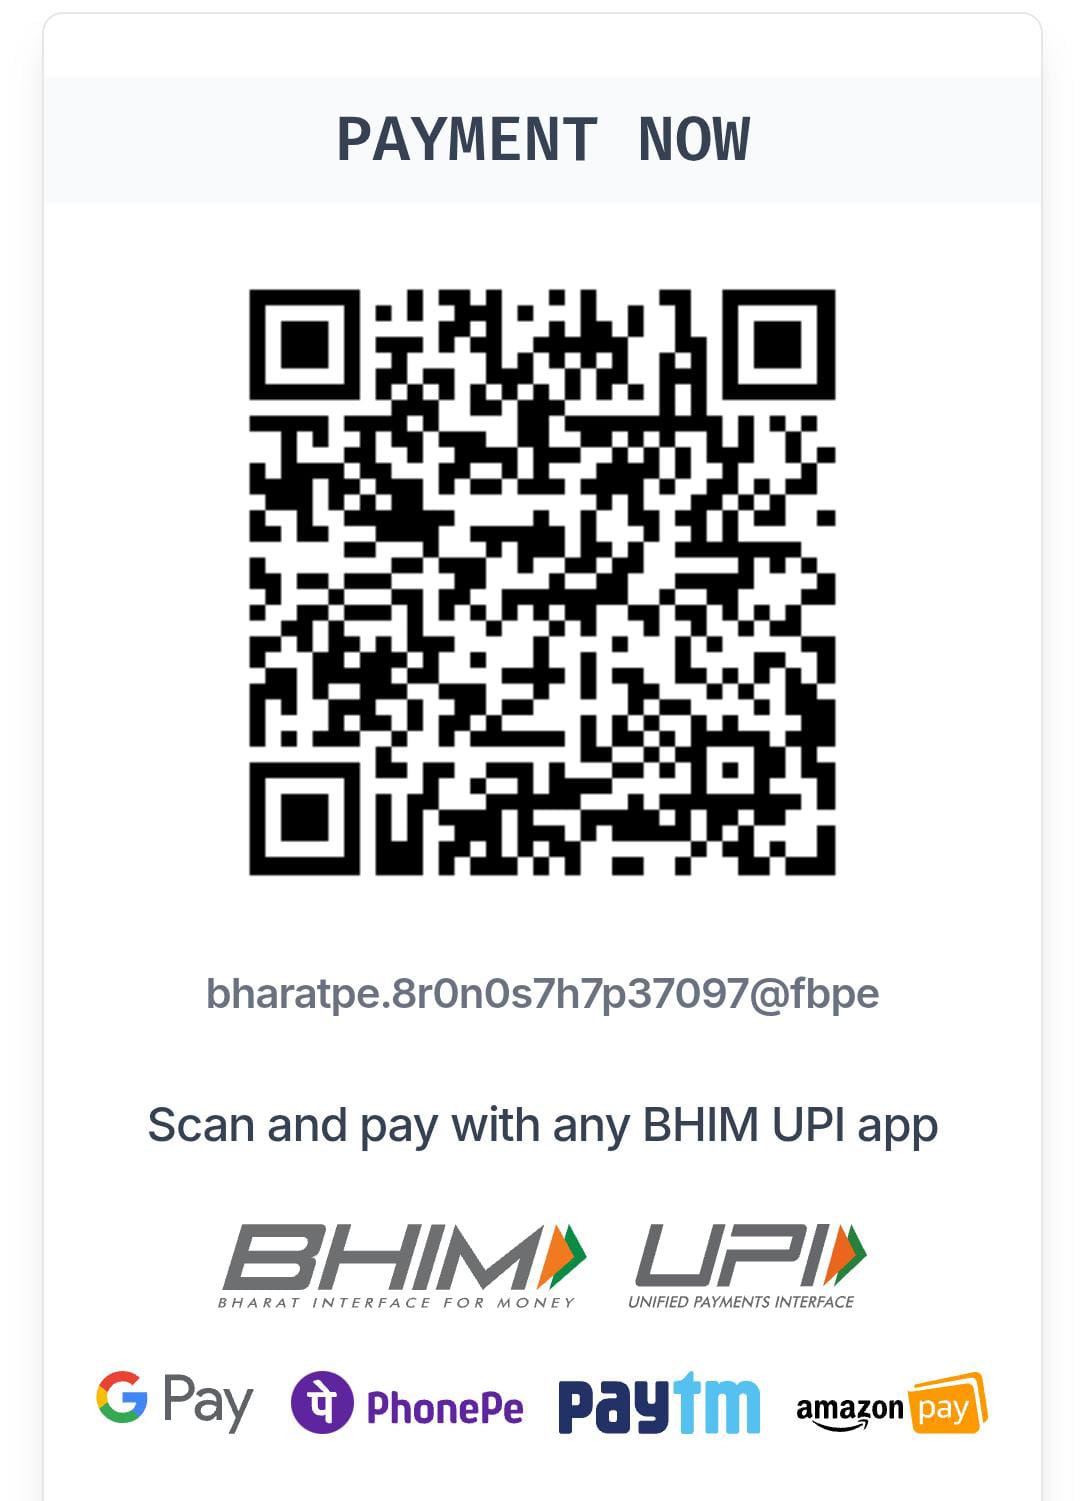 PAYMENT NOW
bharatpe.8r0n0s7h7p37097@fbpe
Scan and pay with any BHIM UPI app
BHIM UPI
BHARAT INTERFACE FOR MONEY UNIFIED PAYMENTS INTERFACE
G Pay पे PhonePe paytm amazon pay